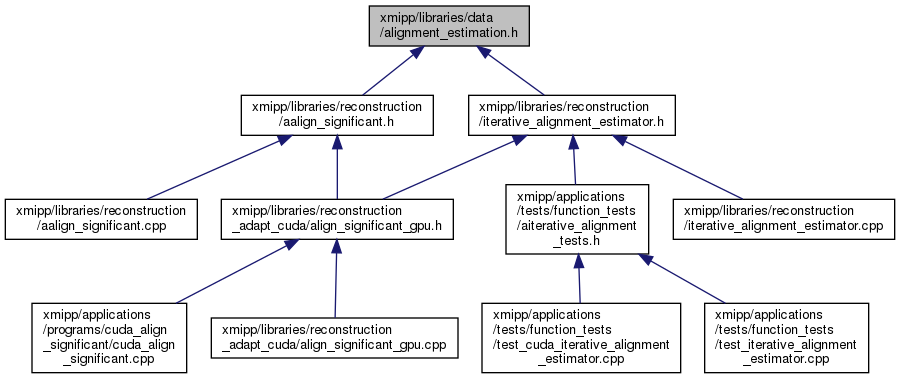 xmipp/libraries/data
/alignment_estimation.h
xmipp/libraries/reconstruction
/aalign_significant.h
xmipp/libraries/reconstruction
/iterative_alignment_estimator.h
xmipp/libraries/reconstruction
/aalign_significant.cpp
xmipp/libraries/reconstruction
_adapt_cuda/align_significant_gpu.h
xmipp/applications
/tests/function_tests
/aiterative_alignment
_tests.h
xmipp/libraries/reconstruction
/iterative_alignment_estimator.cpp
xmipp/applications
/programs/cuda_align
_significant/cuda_align
_significant.cpp
xmipp/libraries/reconstruction
_adapt_cuda/align_significant_gpu.cpp
xmipp/applications
/tests/function_tests
/test_cuda_iterative_alignment
_estimator.cpp
xmipp/applications
/tests/function_tests
/test_iterative_alignment
_estimator.cpp